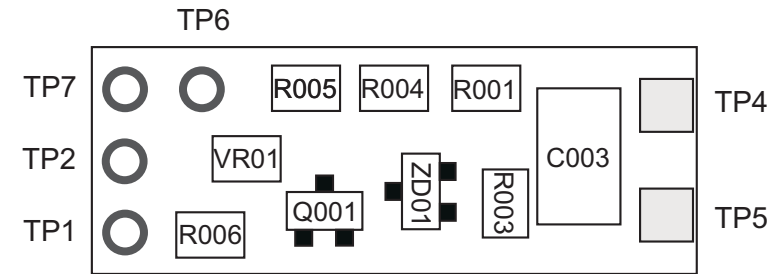 TP6
TP7
R005
R004
R001
TP4
TP2
VR01
ZD01
R003
C003
TP1
R006
Q001
TP5